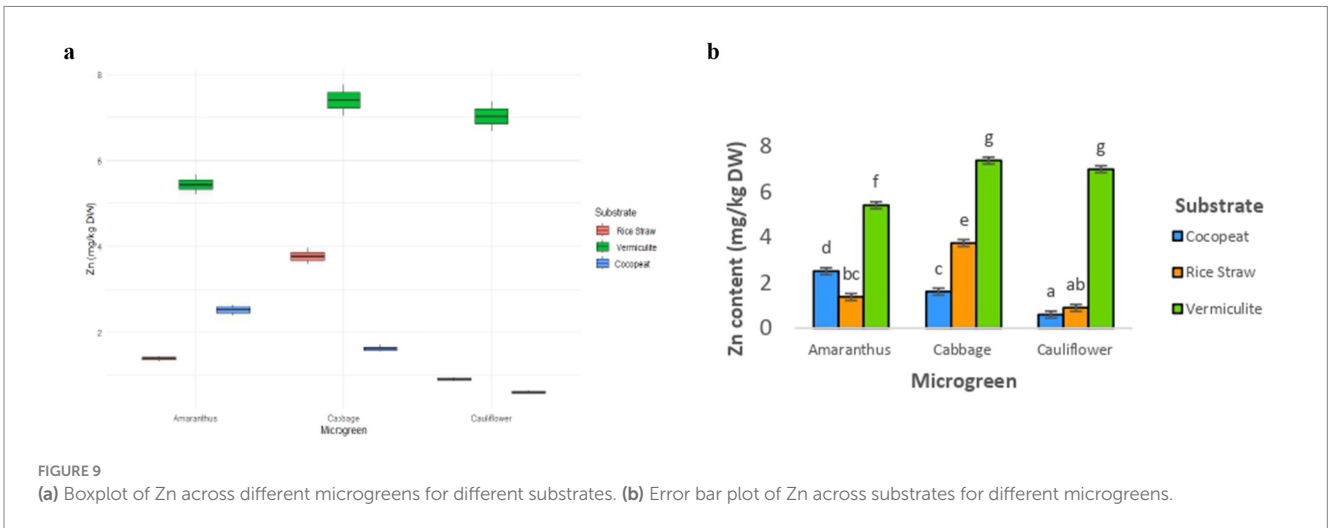 a
8
6
4
2
Zn (mg/kg DW)
Amaranthus
Cabbage
Cauliflower
Microgreen
Substrate
Rice Straw
Vermiculite
Cocopeat
b
Zn content (mg/kg DW)
8
6
4
2
0
d
bc
f
c
e
g
a
ab
g
Amaranthus
Cabbage
Cauliflower
Microgreen
Substrate
Cocopeat
Rice Straw
Vermiculite
FIGURE 9
(a) Boxplot of Zn across different microgreens for different substrates. (b) Error bar plot of Zn across substrates for different microgreens.